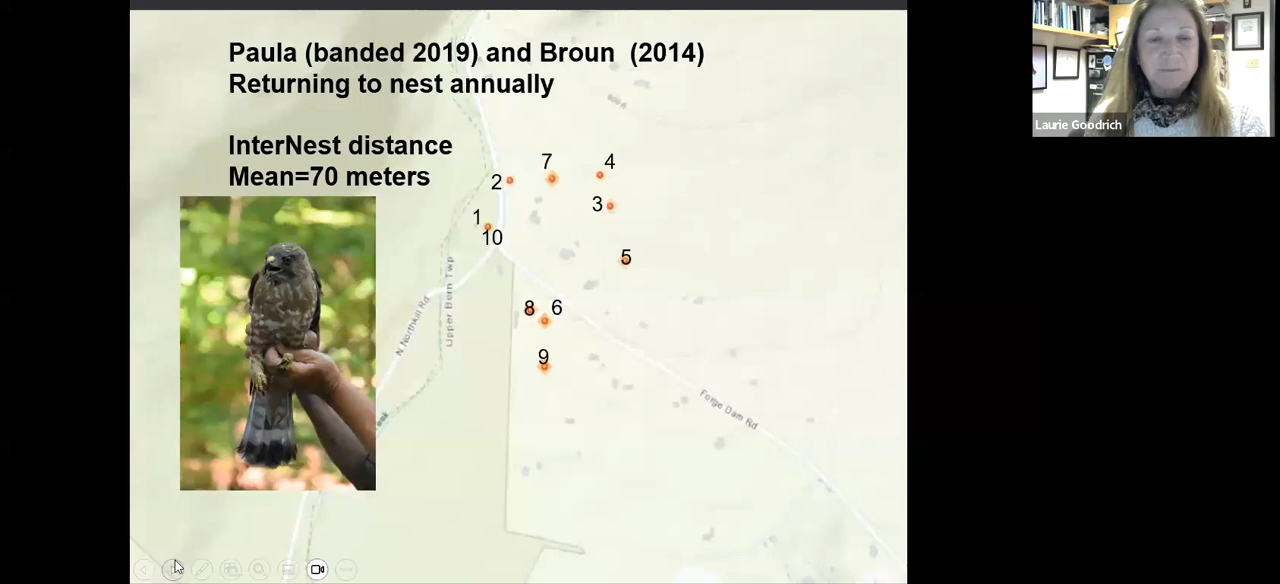 Paula (banded 2019) and Broun (2014)
Returning to nest annually
InterNest distance
Mean=70 meters
Laurie Goodrich
7
4
2
3
1
10
5
8
6
9
N Northkill Rd
Upper Bern Twp
Forge Dam Rd